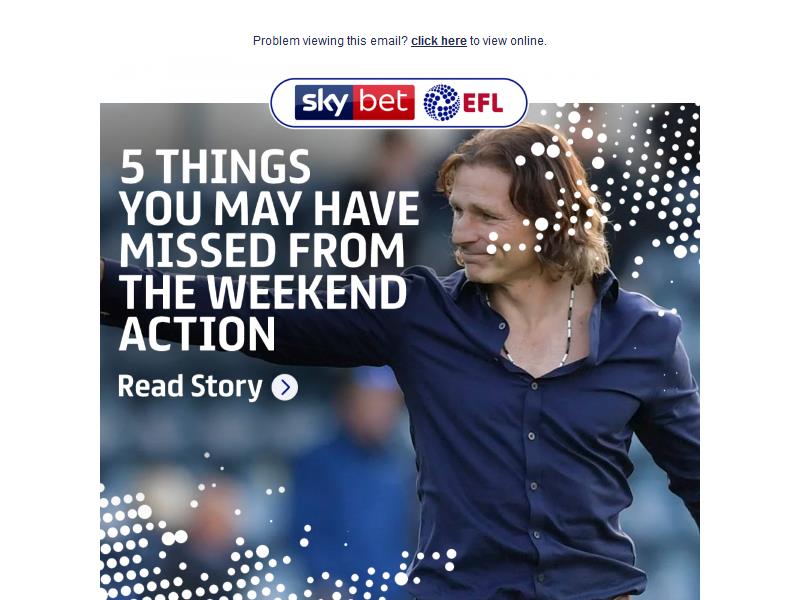 Problem viewing this email? click here to view online.
sky bet EFL
5 THINGS
YOU MAY HAVE
MISSED FROM
THE WEEKEND
ACTION
Read Story